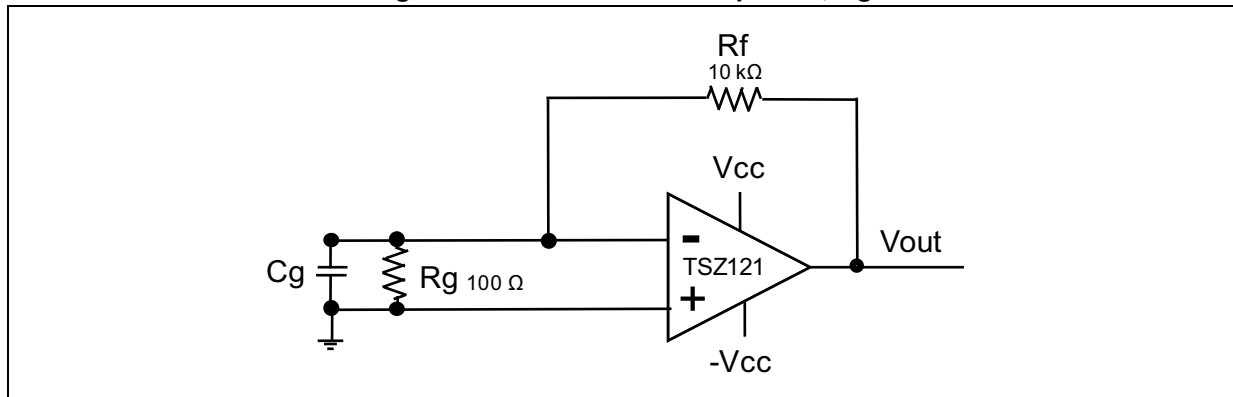 Rf
10 kΩ
Vcc
Vout
-
TSZ121
Cg
Rg 100 Ω
+
-Vcc